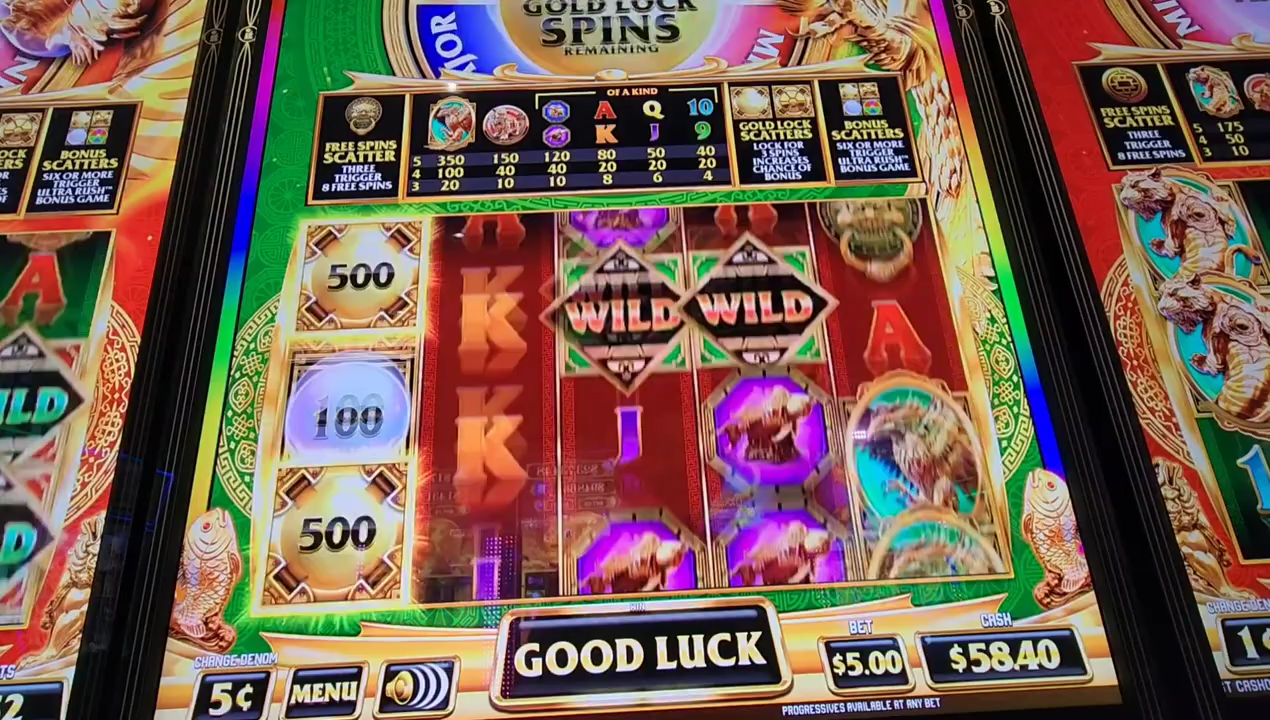 GOLD LOCK
SPINS
REMAINING
FREE SPINS
SCATTER
THREE
TRIGGER
8 FREE SPINS
OF A KIND
A Q 10
K J 9
5 350 150 120 80 50 40
4 100 40 40 20 20 20
3 20 10 10 8 6 4
GOLD LOCK
SCATTERS
LOCK FOR
3 SPINS
INCREASES
CHANCE OF
BONUS
BONUS
SCATTERS
SIX OR MORE
TRIGGER
ULTRA RUSH™
BONUS GAME
500
100
500
K
K
WILD
J
WILD
A
WIN
GOOD LUCK
BET
$5.00
CASH
$58.40
CHANGE DENOM
5¢
MENU
PROGRESSIVES AVAILABLE AT ANY BET
BONUS
SCATTERS
SIX OR MORE
TRIGGER
ULTRA RUSH™
BONUS GAME
A
FREE SPINS
SCATTER
THREE
TRIGGER
8 FREE SPINS
5 175
4 50
3 10
1¢